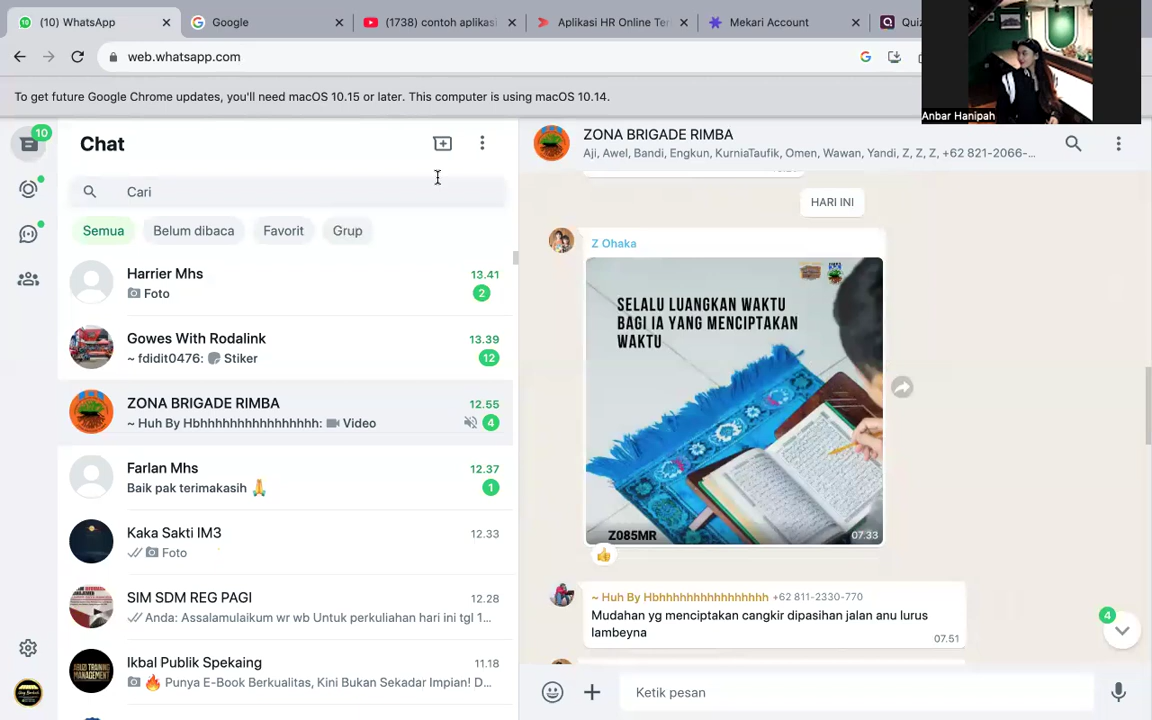 (10) WhatsApp
Google
(1738) contoh aplikasi
Aplikasi HR Online Ter
Mekari Account
Quiz
web.whatsapp.com
To get future Google Chrome updates, you'll need macOS 10.15 or later. This computer is using macOS 10.14.
Anbar Hanipah
10
Chat
Cari
Semua
Belum dibaca
Favorit
Grup
Harrier Mhs
13.41
Foto
2
Gowes With Rodalink
13.39
~ fdidit0476: Stiker
12
ZONA BRIGADE RIMBA
12.55
~ Huh By Hbhhhhhhhhhhhhhhhh: Video
4
Farlan Mhs
12.37
Baik pak terimakasih 🙏
1
Kaka Sakti IM3
12.33
Foto
SIM SDM REG PAGI
12.28
Anda: Assalamulaikum wr wb Untuk perkuliahan hari ini tgl 1...
Ikbal Publik Spekaing
11.18
🔥 Punya E-Book Berkualitas, Kini Bukan Sekadar Impian! D...
ZONA BRIGADE RIMBA
Aji, Awel, Bandi, Engkun, KurniaTaufik, Omen, Wawan, Yandi, Z, Z, Z, +62 821-2066-...
HARI INI
Z Ohaka
SELALU LUANGKAN WAKTU
BAGI IA YANG MENCIPTAKAN
WAKTU
Z085MR
07.33
👍
~ Huh By Hbhhhhhhhhhhhhhhhh +62 811-2330-770
Mudahan yg menciptakan cangkir dipasihan jalan anu lurus
lambeyna
07.51
4
Ketik pesan